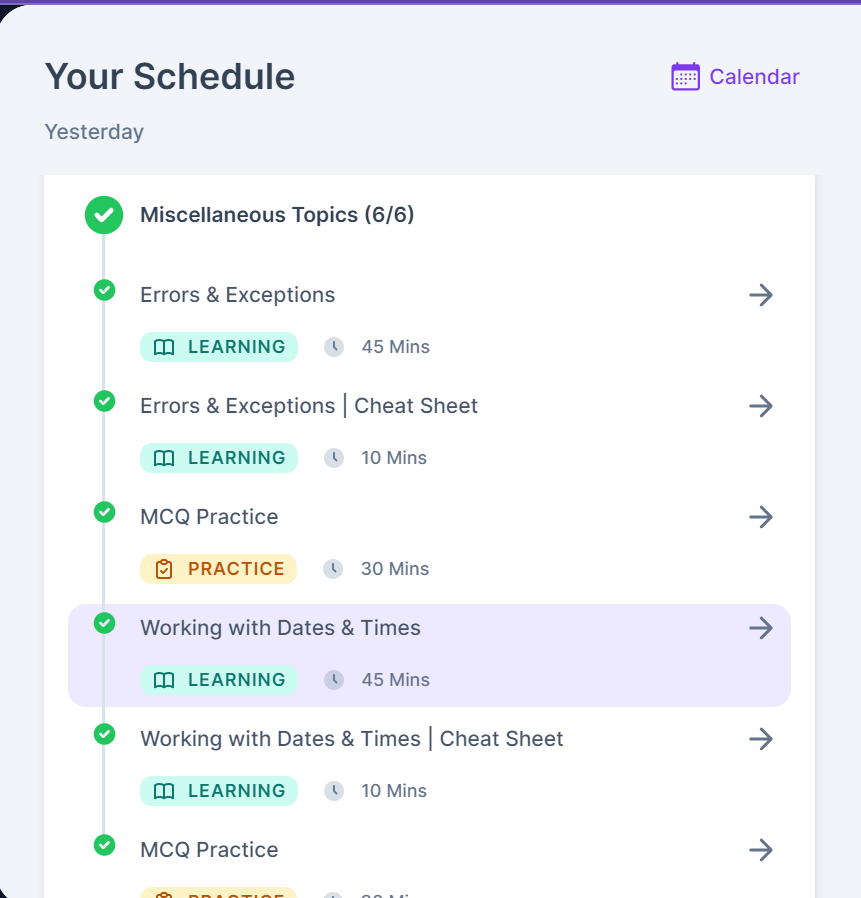 Your Schedule
Calendar
Yesterday
Miscellaneous Topics (6/6)
Errors & Exceptions
LEARNING 45 Mins
Errors & Exceptions | Cheat Sheet
LEARNING 10 Mins
MCQ Practice
PRACTICE 30 Mins
Working with Dates & Times
LEARNING 45 Mins
Working with Dates & Times | Cheat Sheet
LEARNING 10 Mins
MCQ Practice
PRACTICE